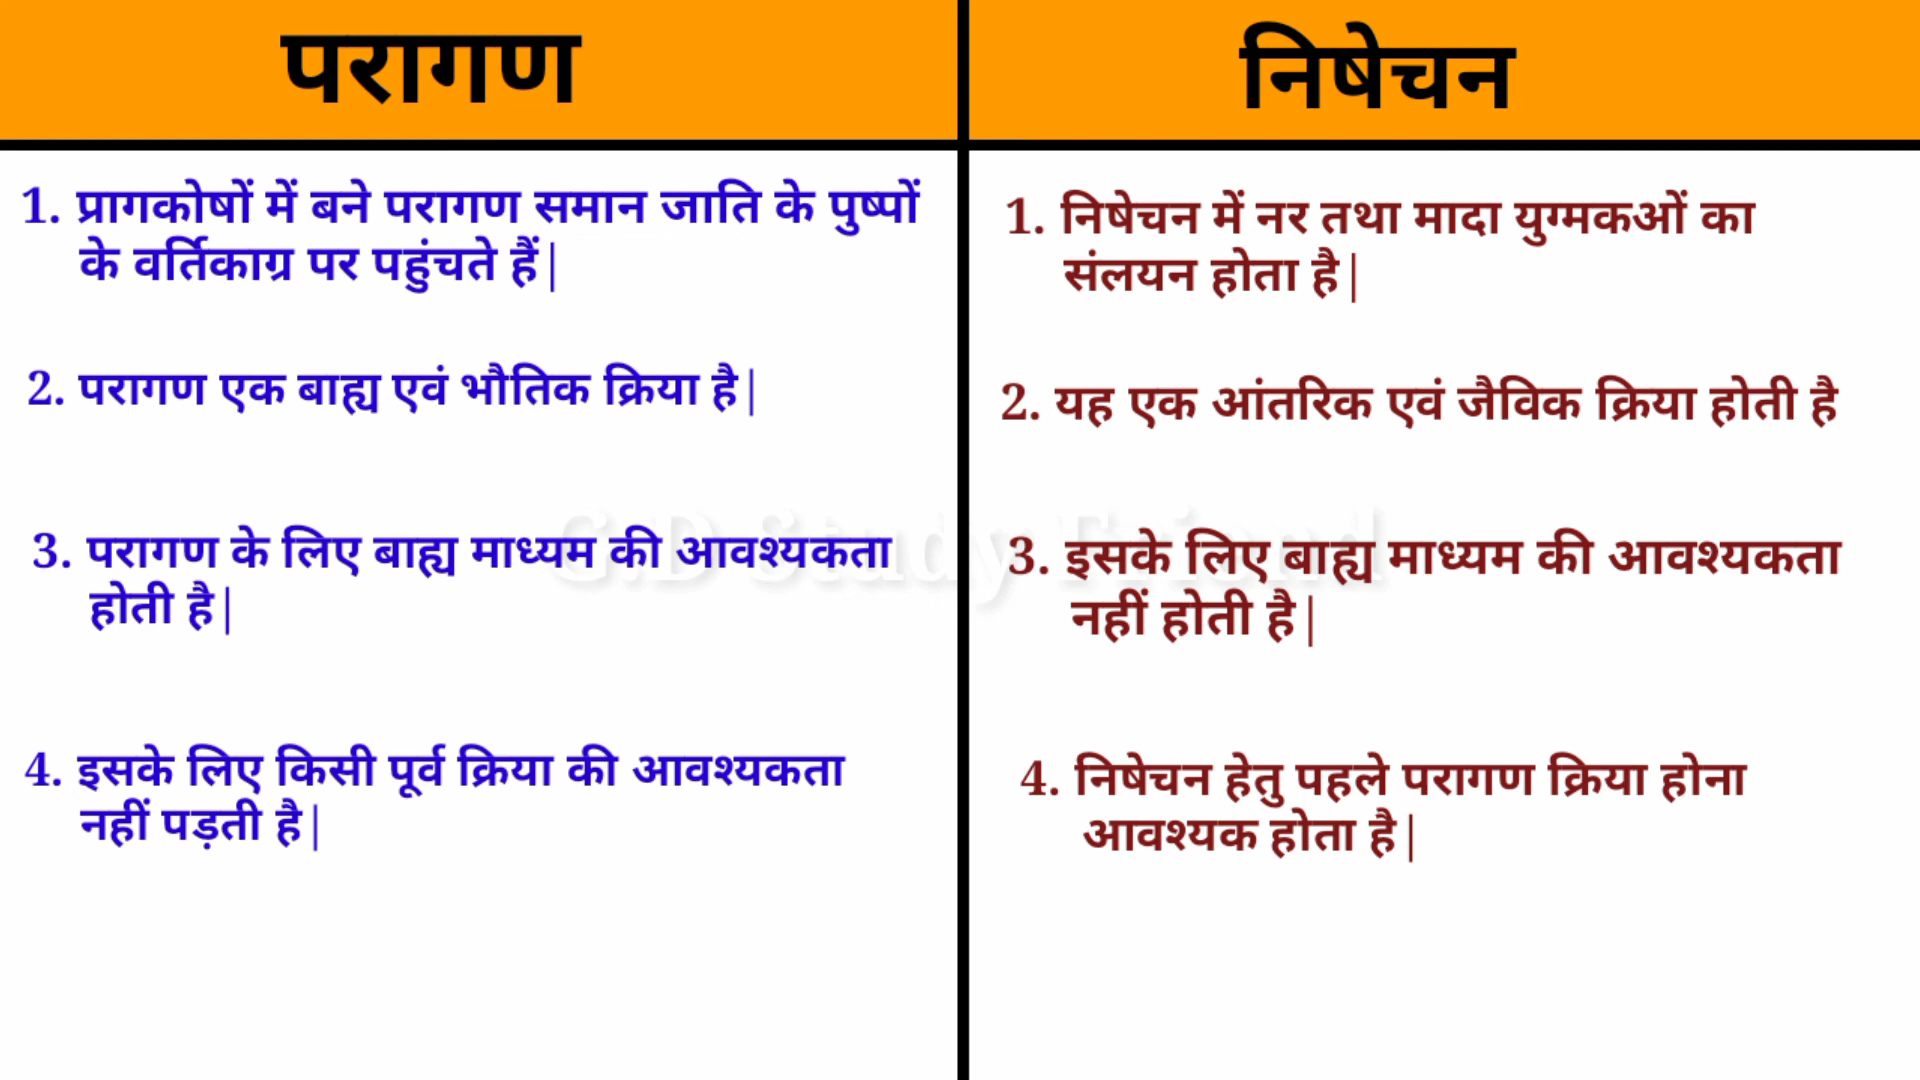 परागण
निषेचन
1. प्रागकोषों में बने परागण समान जाति के पुष्पों
के वर्तिकाग्र पर पहुंचते हैं|
2. परागण एक बाह्य एवं भौतिक क्रिया है|
3. परागण के लिए बाह्य माध्यम की आवश्यकता
होती है|
4. इसके लिए किसी पूर्व क्रिया की आवश्यकता
नहीं पड़ती है|
1. निषेचन में नर तथा मादा युग्मकओं का
संलयन होता है|
2. यह एक आंतरिक एवं जैविक क्रिया होती है
3. इसके लिए बाह्य माध्यम की आवश्यकता
नहीं होती है|
4. निषेचन हेतु पहले परागण क्रिया होना
आवश्यक होता है|
G.D Study Friend